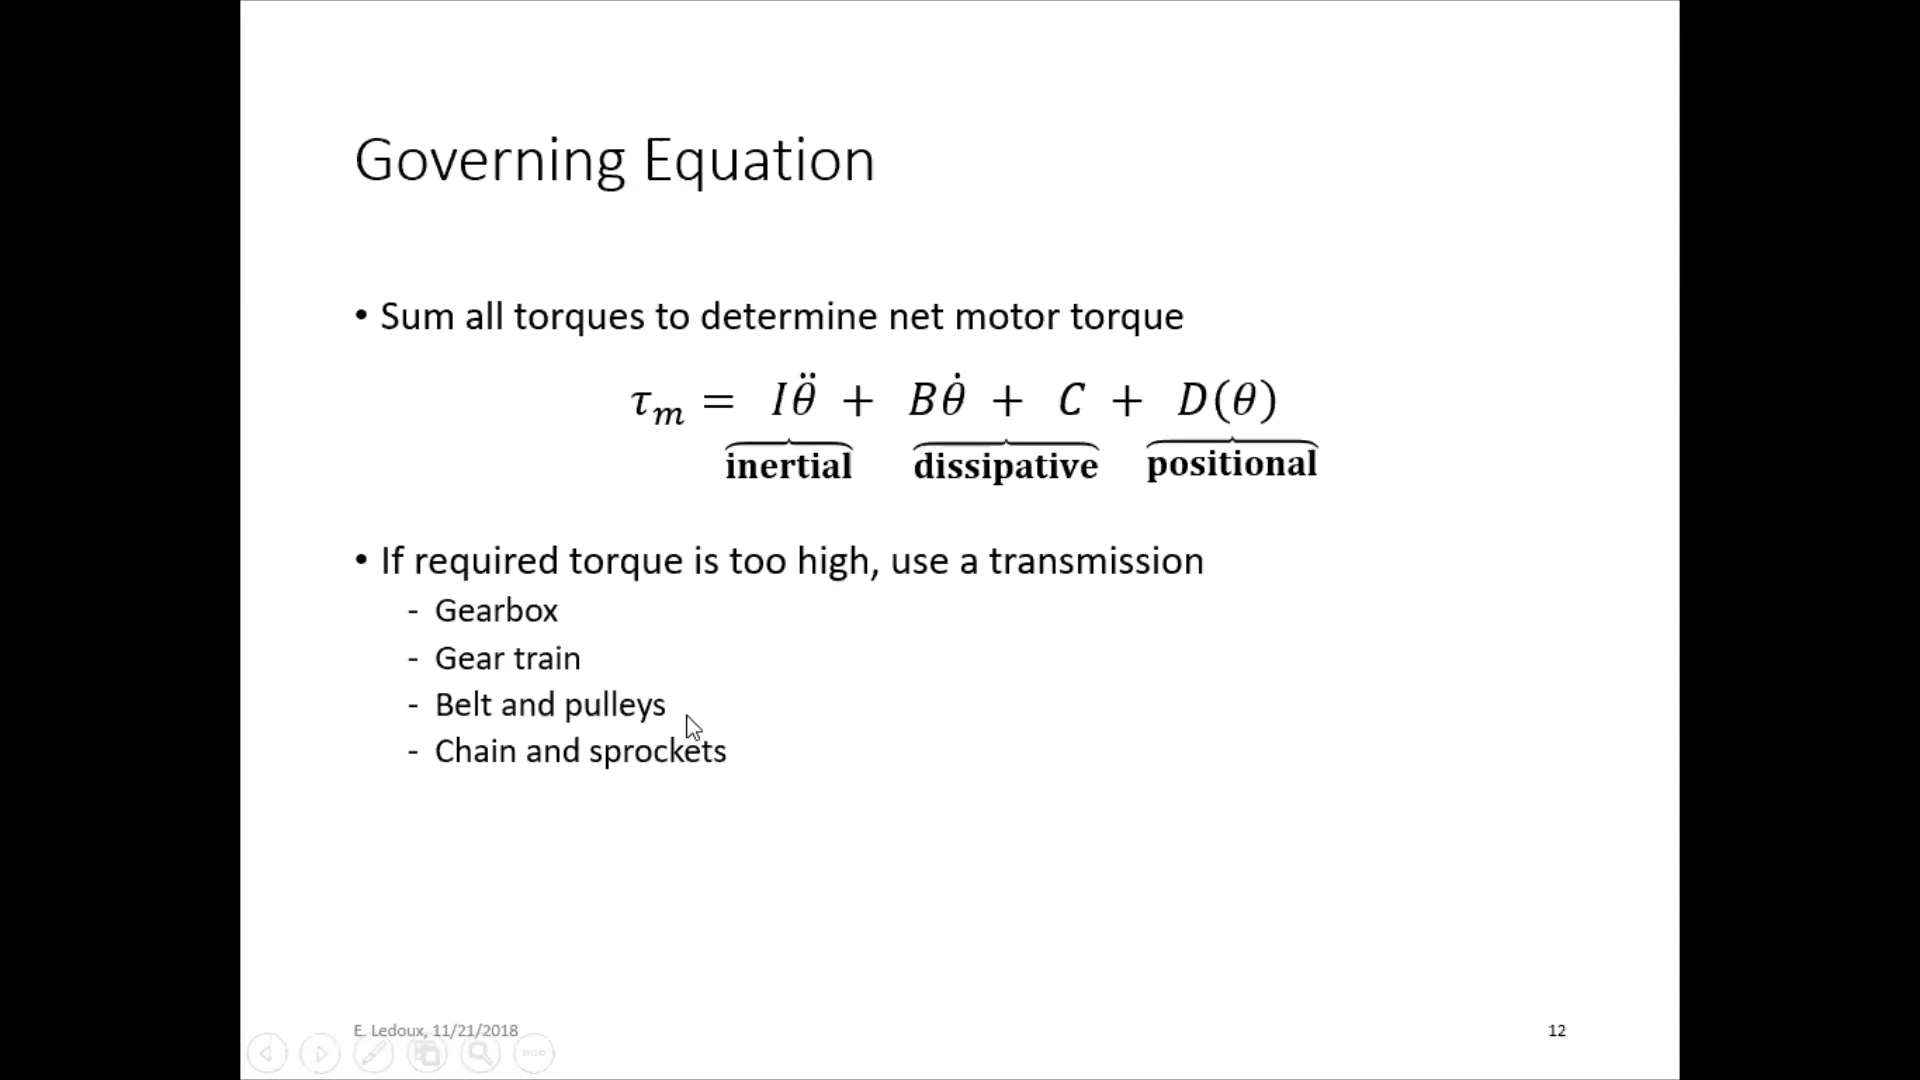 Governing Equation
• Sum all torques to determine net motor torque
τₘ = Iθ̈ + Bθ̇ + C + D(θ)
inertial dissipative positional
• If required torque is too high, use a transmission
- Gearbox
- Gear train
- Belt and pulleys
- Chain and sprockets
E. Ledoux, 11/21/2018
12